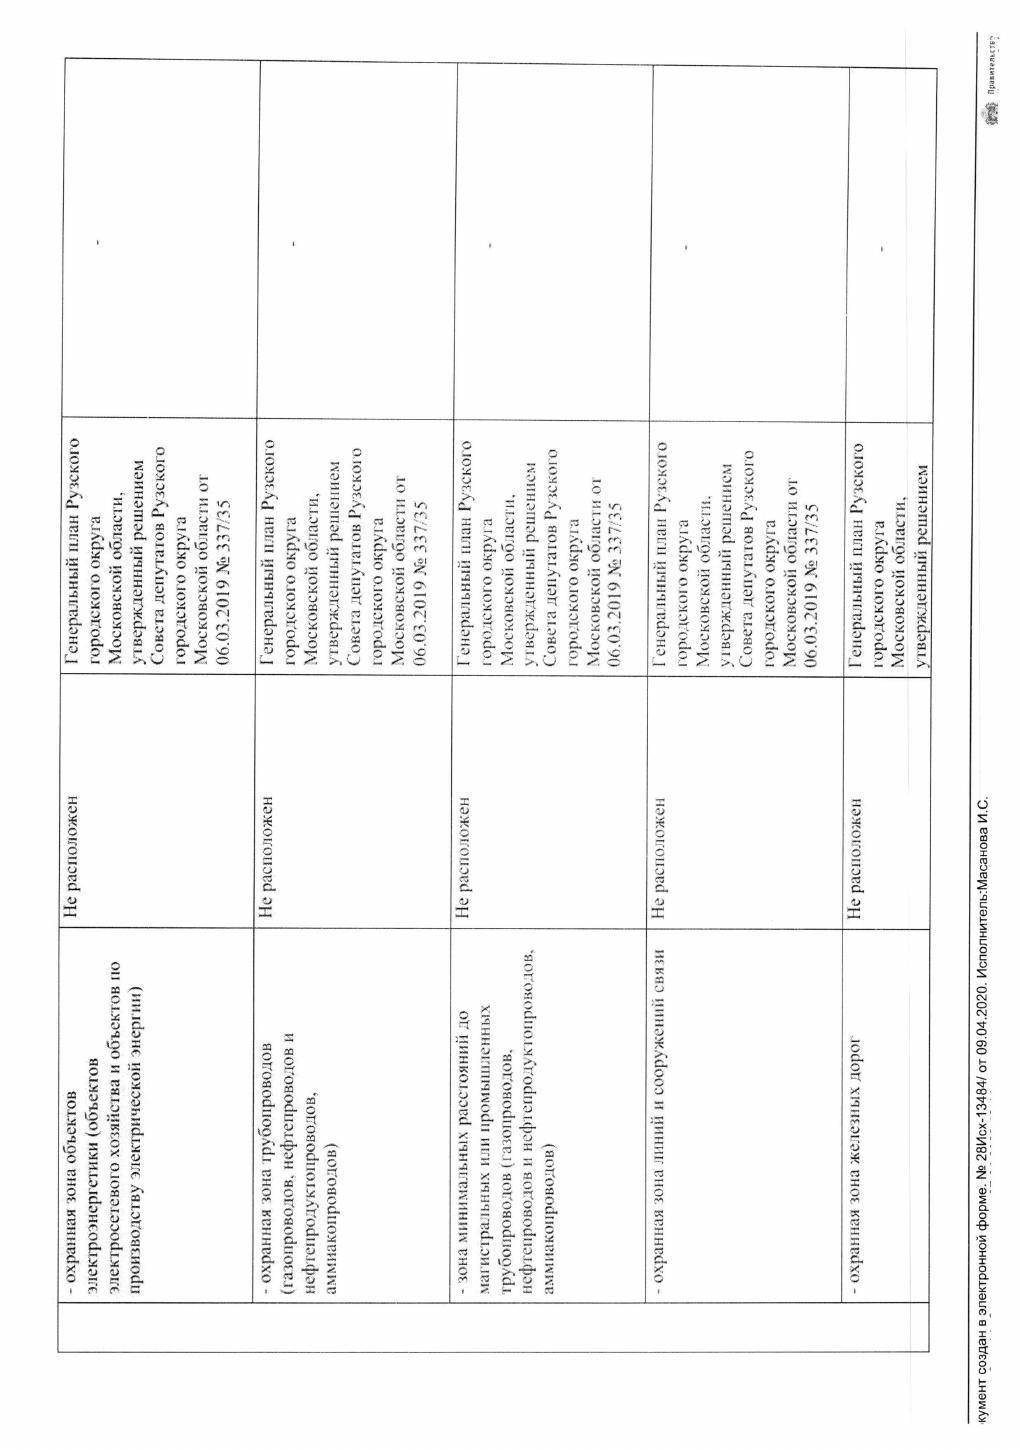 - охранная зона объектов
электроэнергетики (объектов
электросетевого хозяйства и объектов по
производству электрической энергии)
Не расположен
Генеральный план Рузского
городского округа
Московской области,
утвержденный решением
Совета депутатов Рузского
городского округа
Московской области от
06.03.2019 № 337/35
-
- охранная зона трубопроводов
(газопроводов, нефтепроводов и
нефтепродуктопроводов,
аммиакопроводов)
Не расположен
Генеральный план Рузского
городского округа
Московской области,
утвержденный решением
Совета депутатов Рузского
городского округа
Московской области от
06.03.2019 № 337/35
-
- зона минимальных расстояний до
магистральных или промышленных
трубопроводов (газопроводов,
нефтепроводов и нефтепродуктопроводов,
аммиакопроводов)
Не расположен
Генеральный план Рузского
городского округа
Московской области,
утвержденный решением
Совета депутатов Рузского
городского округа
Московской области от
06.03.2019 № 337/35
-
- охранная зона линий и сооружений связи
Не расположен
Генеральный план Рузского
городского округа
Московской области,
утвержденный решением
Совета депутатов Рузского
городского округа
Московской области от
06.03.2019 № 337/35
-
- охранная зона железных дорог
Не расположен
Генеральный план Рузского
городского округа
Московской области,
утвержденный решением
-
кумент создан в электронной форме. № 28Исх-13484/ от 09.04.2020. Исполнитель:Масанова И.С.
Правительство